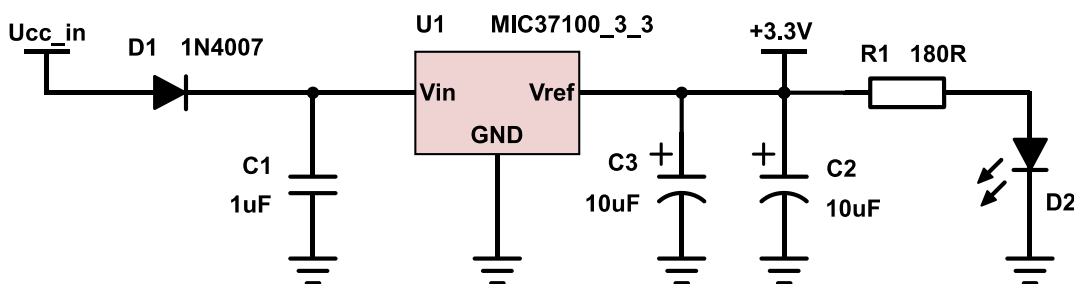 Ucc_in
D1 1N4007
U1 MIC37100_3_3
Vin
Vref
GND
C1
1uF
+
C3
10uF
+3.3V
+
C2
10uF
R1 180R
D2